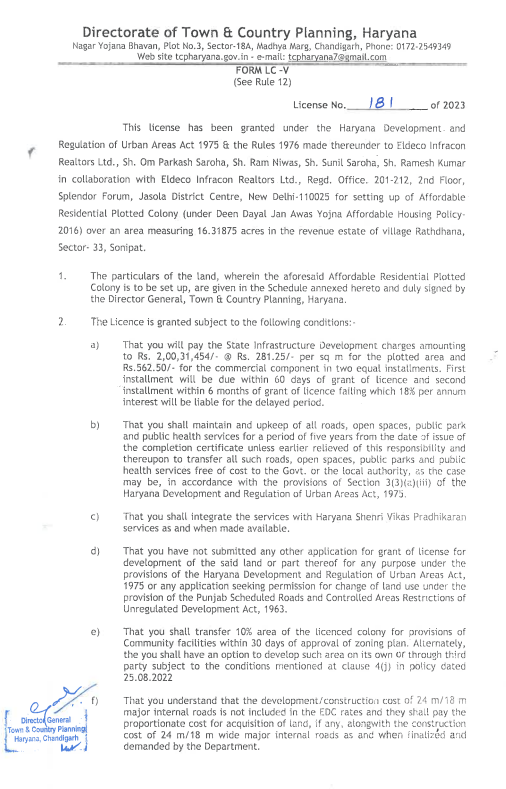 Directorate of Town & Country Planning, Haryana
Nagar Yojana Bhavan, Plot No.3, Sector-18A, Madhya Marg, Chandigarh, Phone: 0172-2549349
Web site tcpharyana.gov.in - e-mail: tcpharyana7@gmail.com
FORM LC -V
(See Rule 12)
License No. 181 of 2023
This license has been granted under the Haryana Development and
Regulation of Urban Areas Act 1975 & the Rules 1976 made thereunder to Eldeco Infracon
Realtors Ltd., Sh. Om Parkash Saroha, Sh. Ram Niwas, Sh. Sunil Saroha, Sh. Ramesh Kumar
in collaboration with Eldeco Infracon Realtors Ltd., Regd. Office. 201-212, 2nd Floor,
Splendor Forum, Jasola District Centre, New Delhi-110025 for setting up of Affordable
Residential Plotted Colony (under Deen Dayal Jan Awas Yojna Affordable Housing Policy-
2016) over an area measuring 16.31875 acres in the revenue estate of village Rathdhana,
Sector- 33, Sonipat.
1. The particulars of the land, wherein the aforesaid Affordable Residential Plotted
Colony is to be set up, are given in the Schedule annexed hereto and duly signed by
the Director General, Town & Country Planning, Haryana.
2. The Licence is granted subject to the following conditions:-
a) That you will pay the State Infrastructure Development charges amounting
to Rs. 2,00,31,454/- @ Rs. 281.25/- per sq m for the plotted area and
Rs.562.50/- for the commercial component in two equal installments. First
installment will be due within 60 days of grant of licence and second
installment within 6 months of grant of licence failing which 18% per annum
interest will be liable for the delayed period.
b) That you shall maintain and upkeep of all roads, open spaces, public park
and public health services for a period of five years from the date of issue of
the completion certificate unless earlier relieved of this responsibility and
thereupon to transfer all such roads, open spaces, public parks and public
health services free of cost to the Govt. or the local authority, as the case
may be, in accordance with the provisions of Section 3(3)(a)(iii) of the
Haryana Development and Regulation of Urban Areas Act, 1975.
c) That you shall integrate the services with Haryana Shehri Vikas Pradhikaran
services as and when made available.
d) That you have not submitted any other application for grant of license for
development of the said land or part thereof for any purpose under the
provisions of the Haryana Development and Regulation of Urban Areas Act,
1975 or any application seeking permission for change of land use under the
provision of the Punjab Scheduled Roads and Controlled Areas Restrictions of
Unregulated Development Act, 1963.
e) That you shall transfer 10% area of the licenced colony for provisions of
Community facilities within 30 days of approval of zoning plan. Alternately,
the you shall have an option to develop such area on its own or through third
party subject to the conditions mentioned at clause 4(j) in policy dated
25.08.2022
f) That you understand that the development/construction cost of 24 m/18 m
major internal roads is not included in the EDC rates and they shall pay the
proportionate cost for acquisition of land, if any, alongwith the construction
cost of 24 m/18 m wide major internal roads as and when finalized and
demanded by the Department.
Director General
Town & Country Planning
Haryana, Chandigarh